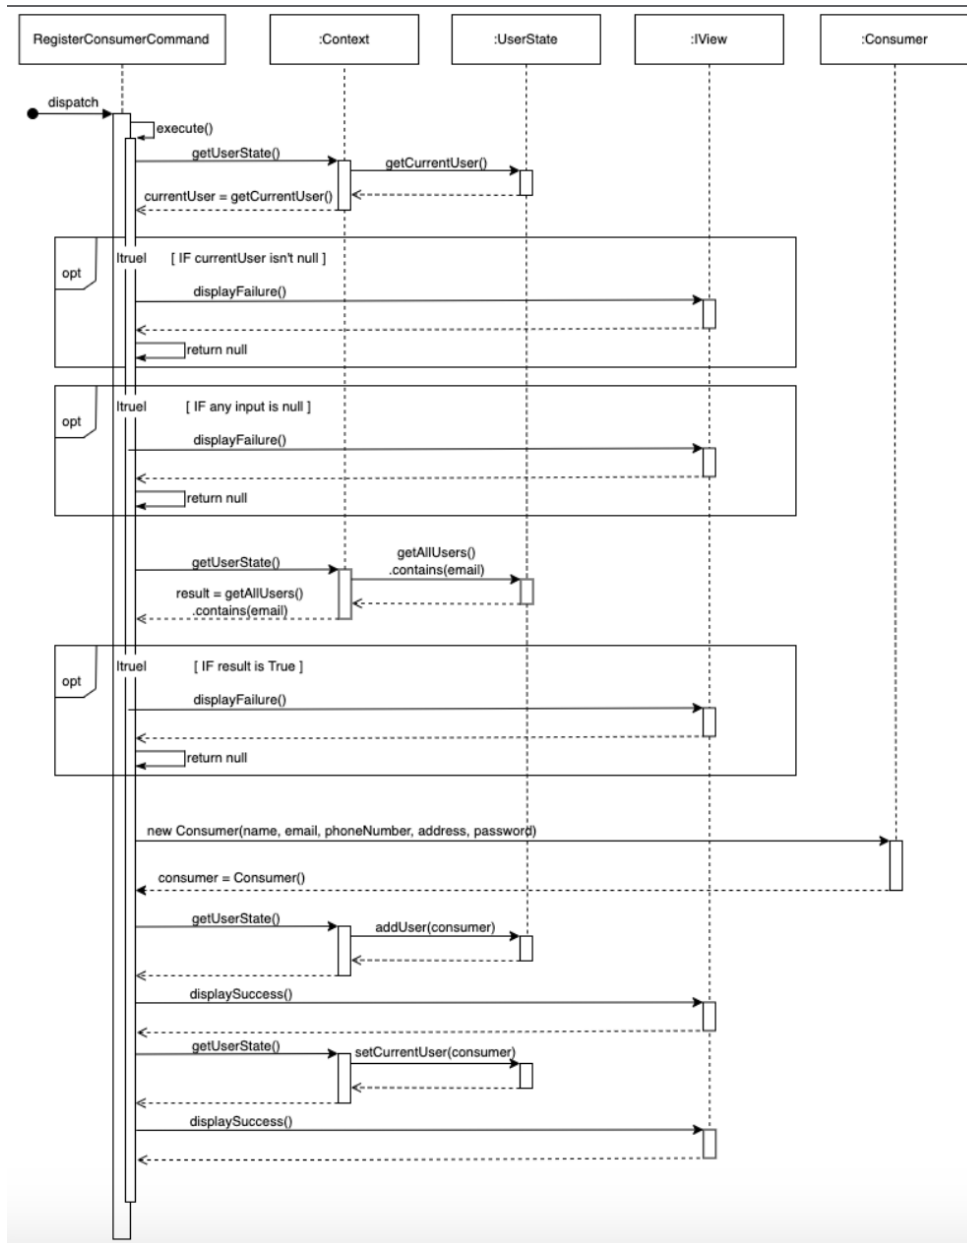 RegisterConsumerCommand
:Context
:UserState
:IView
:Consumer
dispatch
execute()
getUserState()
getCurrentUser()
currentUser = getCurrentUser()
opt
ltruel
[ IF currentUser isn't null ]
displayFailure()
return null
opt
ltruel
[ IF any input is null ]
displayFailure()
return null
getUserState()
getAllUsers()
.contains(email)
result = getAllUsers()
.contains(email)
opt
ltruel
[ IF result is True ]
displayFailure()
return null
new Consumer(name, email, phoneNumber, address, password)
consumer = Consumer()
getUserState()
addUser(consumer)
displaySuccess()
getUserState()
setCurrentUser(consumer)
displaySuccess()